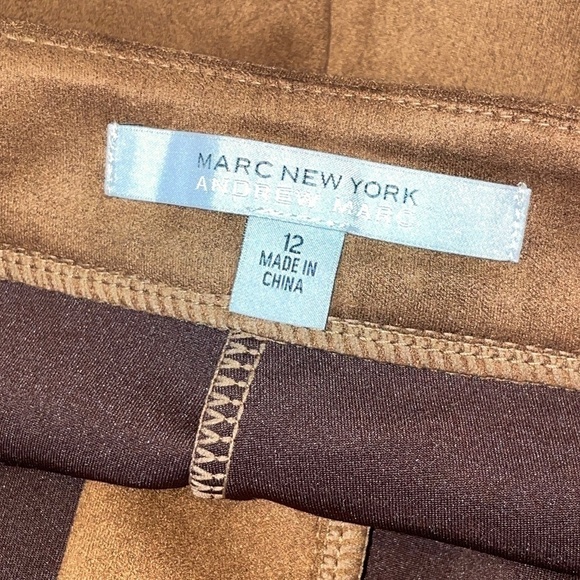 MARC NEW YORK
ANDREW MARC
12
MADE IN
CHINA